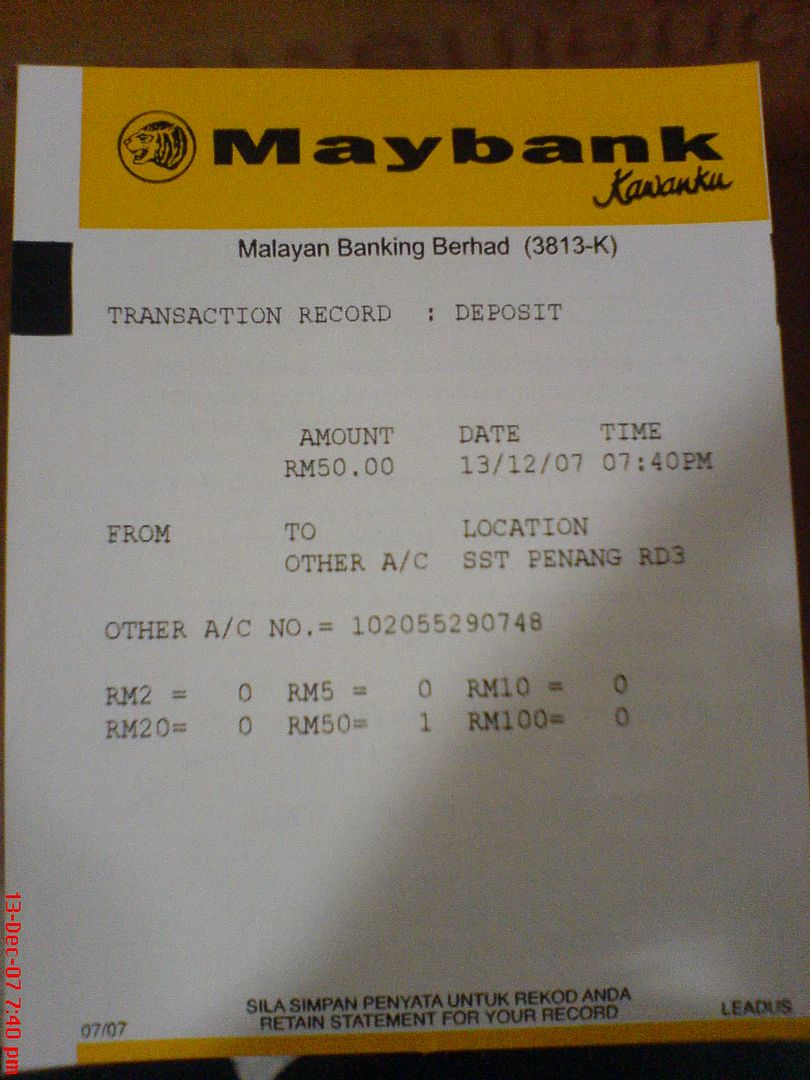 Maybank
Kawanku
Malayan Banking Berhad (3813-K)
TRANSACTION RECORD : DEPOSIT
AMOUNT DATE TIME
RM50.00 13/12/07 07:40PM
FROM TO LOCATION
OTHER A/C SST PENANG RD3
OTHER A/C NO.= 102055290748
RM2 = 0 RM5 = 0 RM10 = 0
RM20= 0 RM50= 1 RM100= 0
SILA SIMPAN PENYATA UNTUK REKOD ANDA
RETAIN STATEMENT FOR YOUR RECORD
07/07
LEADUS
13-Dec-07 7:40 pm